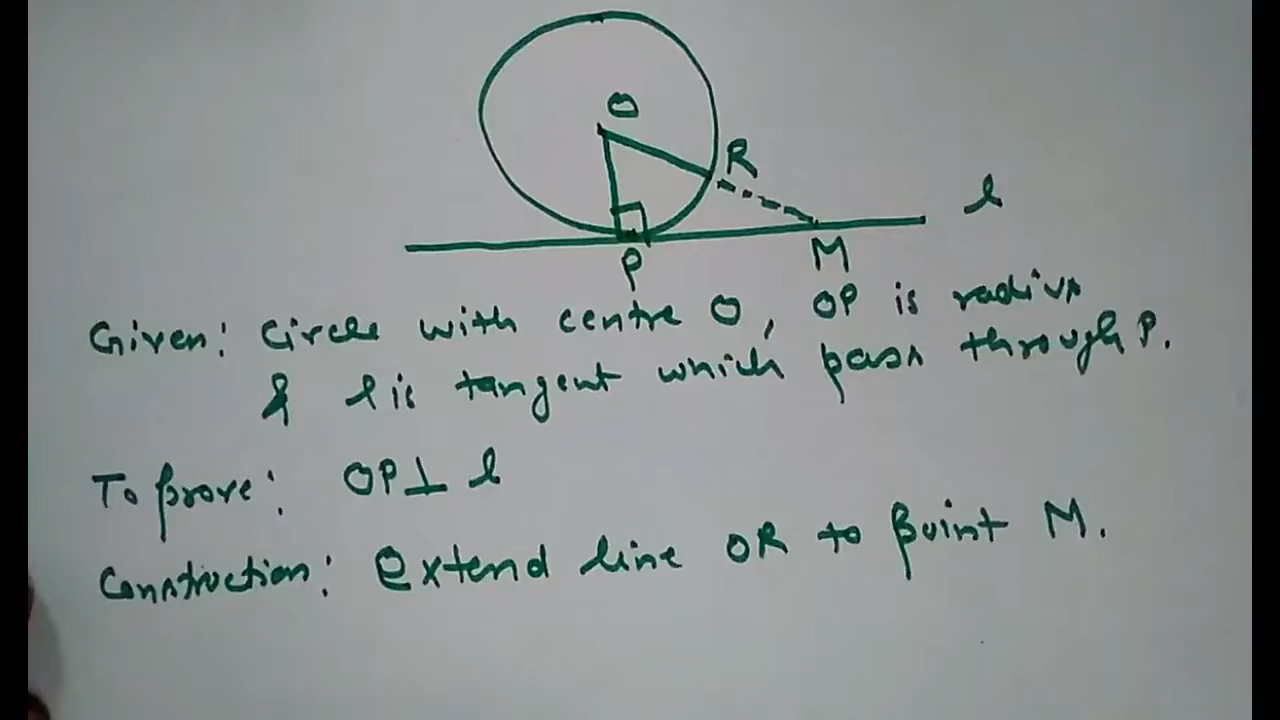 O
R
l
P
M
Given: Circle with centre O, OP is radius
& l is tangent which pass through P.
To prove: OP⊥ l
Construction: Extend line OR to point M.